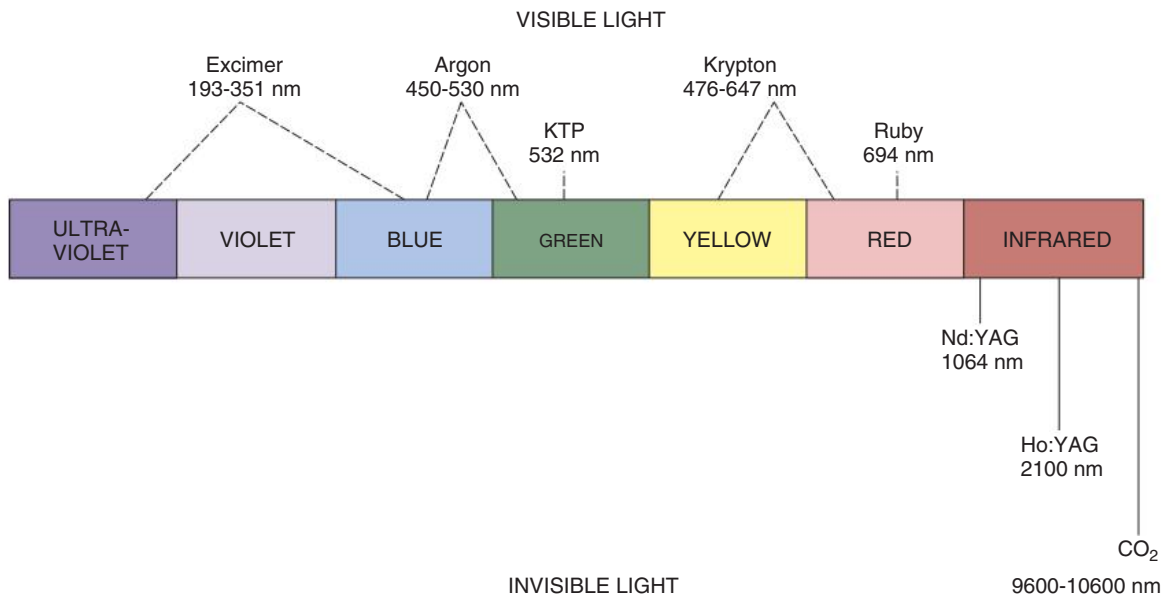 VISIBLE LIGHT
Excimer
193-351 nm
Argon
450-530 nm
KTP
532 nm
Krypton
476-647 nm
Ruby
694 nm
ULTRA-
VIOLET
VIOLET
BLUE
GREEN
YELLOW
RED
INFRARED
Nd:YAG
1064 nm
Ho:YAG
2100 nm
CO₂
9600-10600 nm
INVISIBLE LIGHT